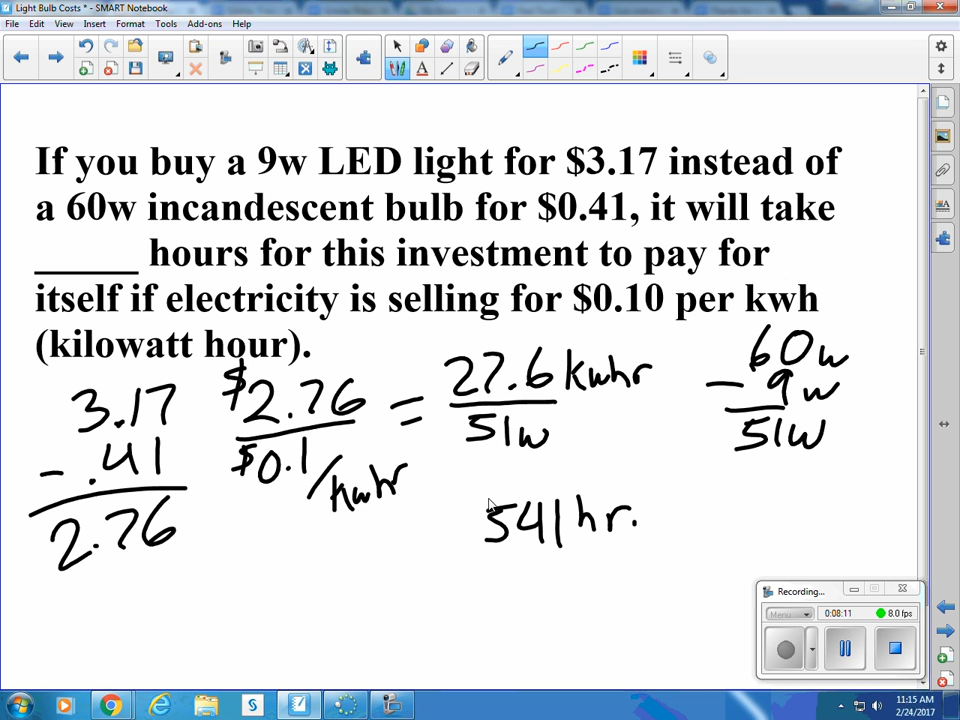 Light Bulb Costs * - SMART Notebook
File Edit View Insert Format Tools Add-ons Help
If you buy a 9w LED light for $3.17 instead of
a 60w incandescent bulb for $0.41, it will take
_____ hours for this investment to pay for
itself if electricity is selling for $0.10 per kwh
(kilowatt hour).
3.17
- .41
2.76
$2.76
$0.1/kwhr
=
27.6 kwhr
51w
541 hr.
60w
- 9w
51w
Recording...
Menu 0:08:11 8.0 fps
11:15 AM
2/24/2017